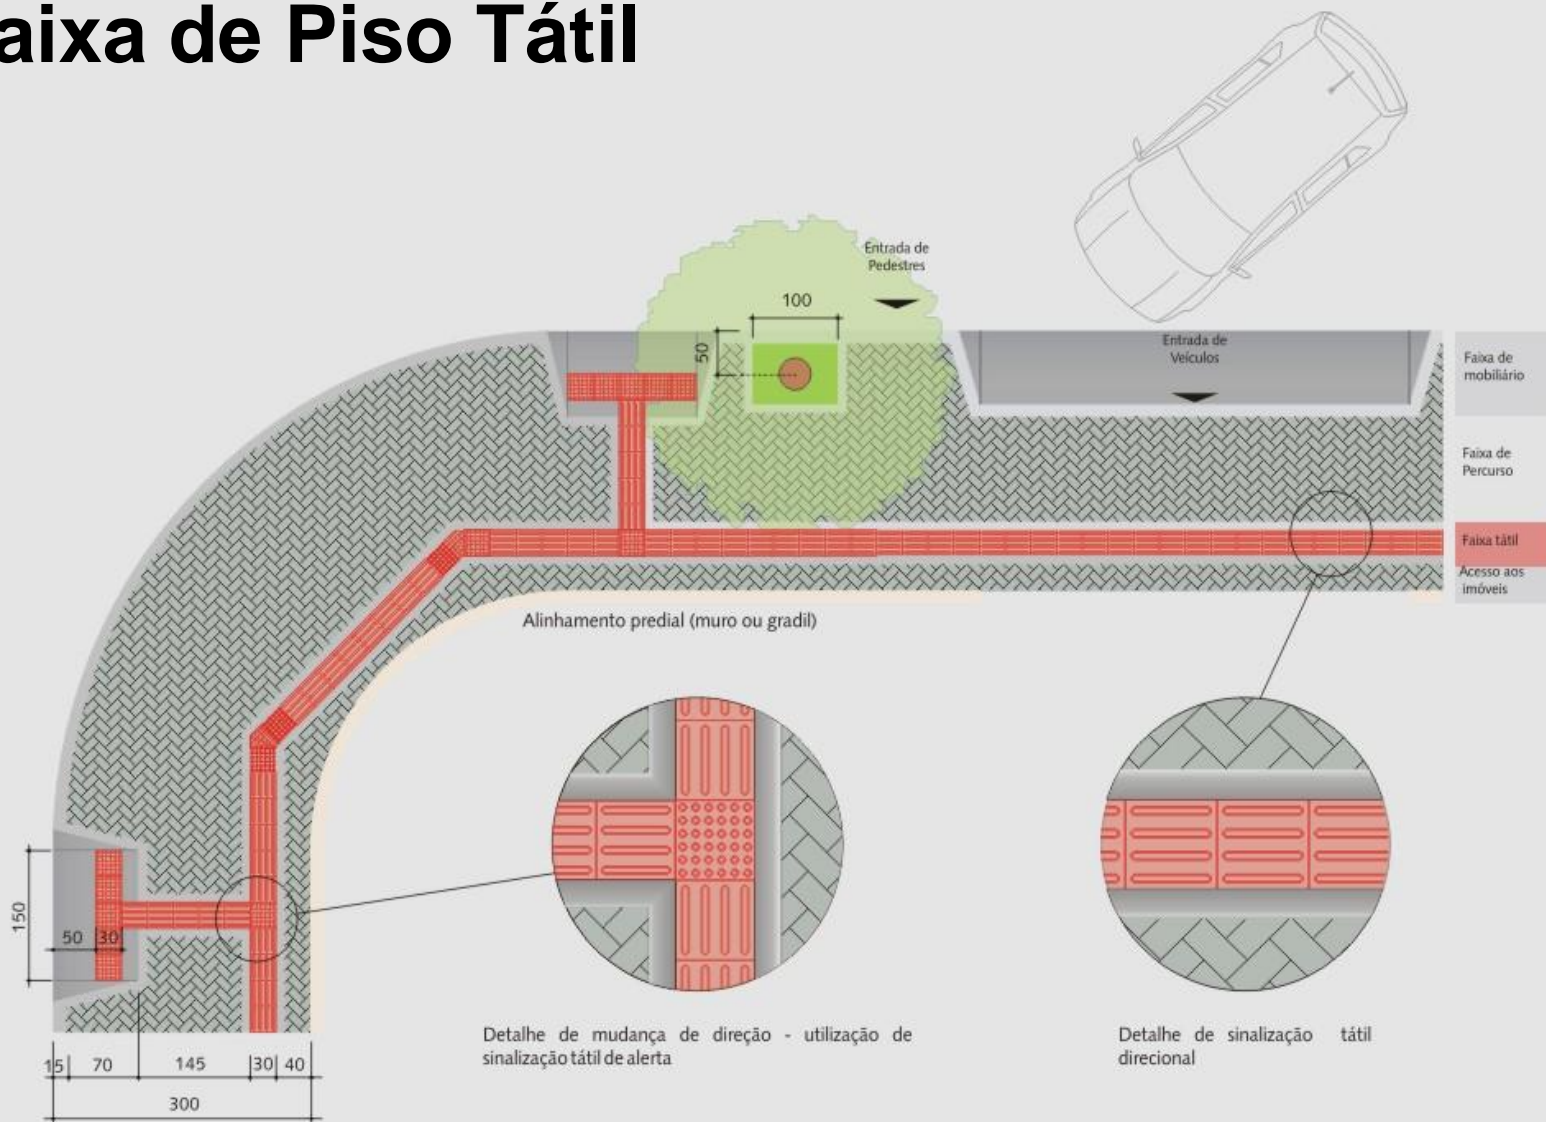 aixa de Piso Tátil
Entrada de
Pedestres
100
50
Entrada de
Veículos
Faixa de
mobiliário
Faixa de
Percurso
Faixa tátil
Acesso aos
imóveis
Alinhamento predial (muro ou gradil)
150
50
30
Detalhe de mudança de direção - utilização de
sinalização tátil de alerta
Detalhe de sinalização tátil
direcional
15 70 145 30 40
300